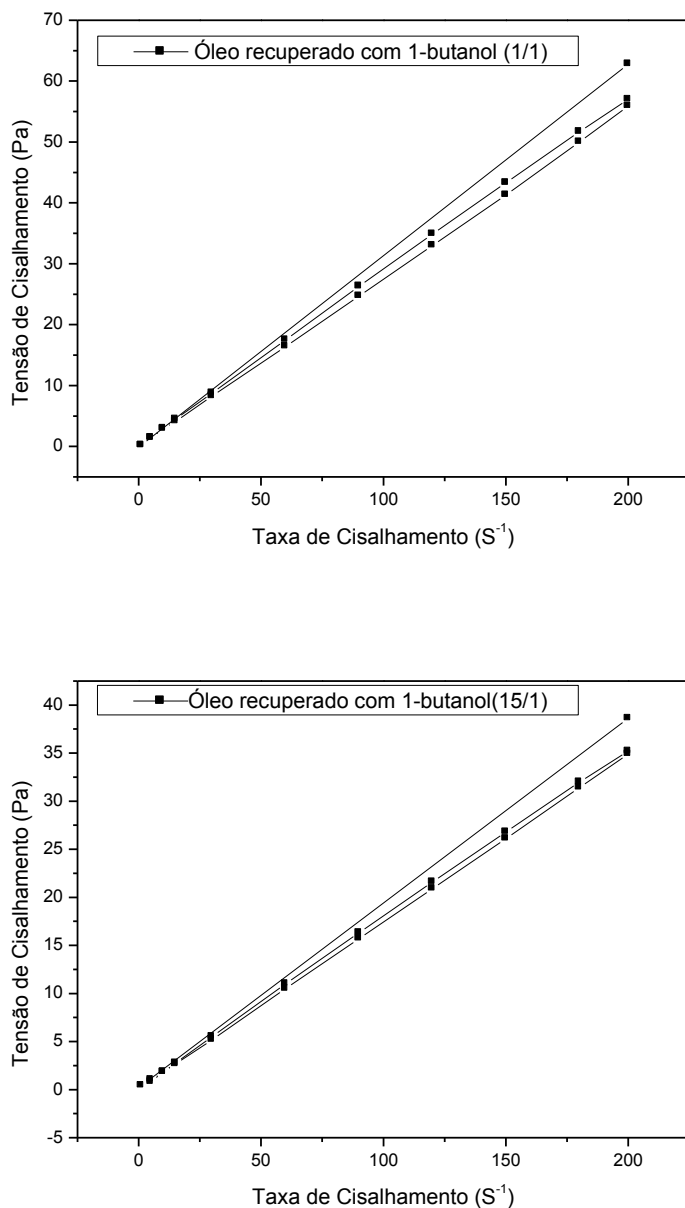 70
60
50
40
30
20
10
0
Tensão de Cisalhamento (Pa)
Óleo recuperado com 1-butanol (1/1)
0 50 100 150 200
Taxa de Cisalhamento (S⁻¹)
40
35
30
25
20
15
10
5
0
-5
Tensão de Cisalhamento (Pa)
Óleo recuperado com 1-butanol(15/1)
0 50 100 150 200
Taxa de Cisalhamento (S⁻¹)